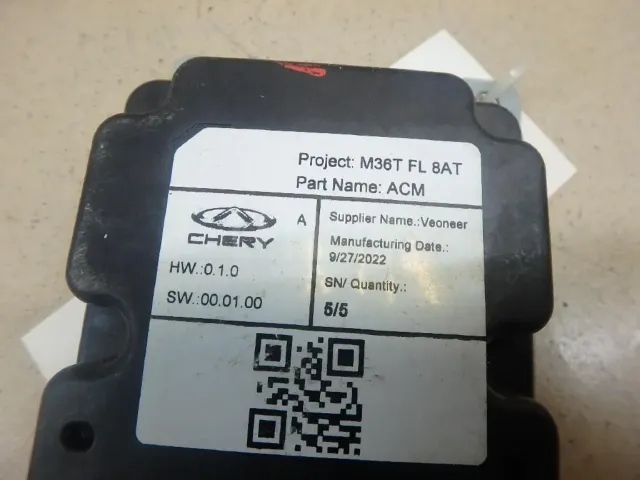 Project: M36T FL 8AT
Part Name: ACM
CHERY
A
HW.:0.1.0
SW.:00.01.00
Supplier Name.:Veoneer
Manufacturing Date.:
9/27/2022
SN/ Quantity.:
5/5